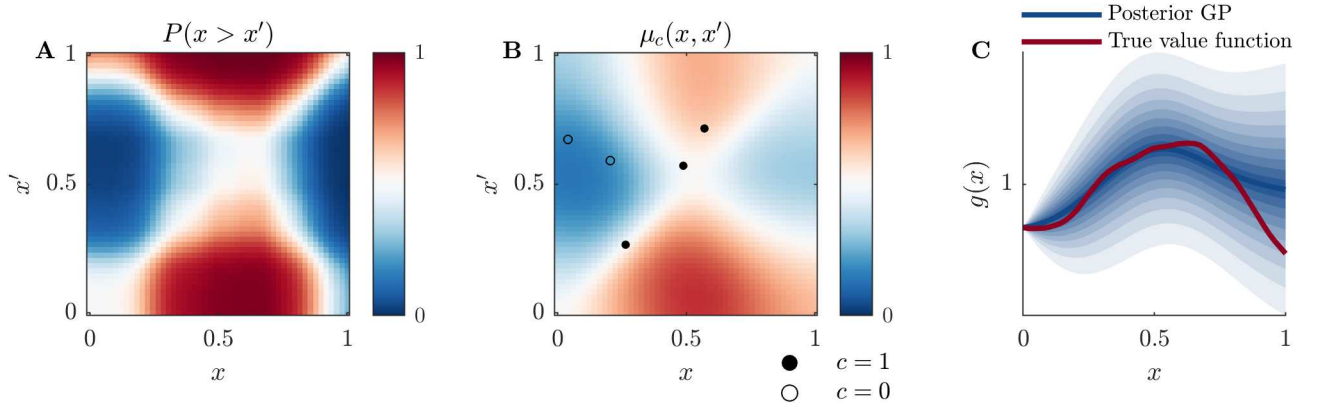 A
P(x > x′)
1
0.5
0
x′
0
0.5
1
x
1
0
B
μ_c(x, x′)
1
0.5
0
x′
0
0.5
1
x
1
0
c = 1
c = 0
C
Posterior GP
True value function
g(x)
1
0
0.5
1
x